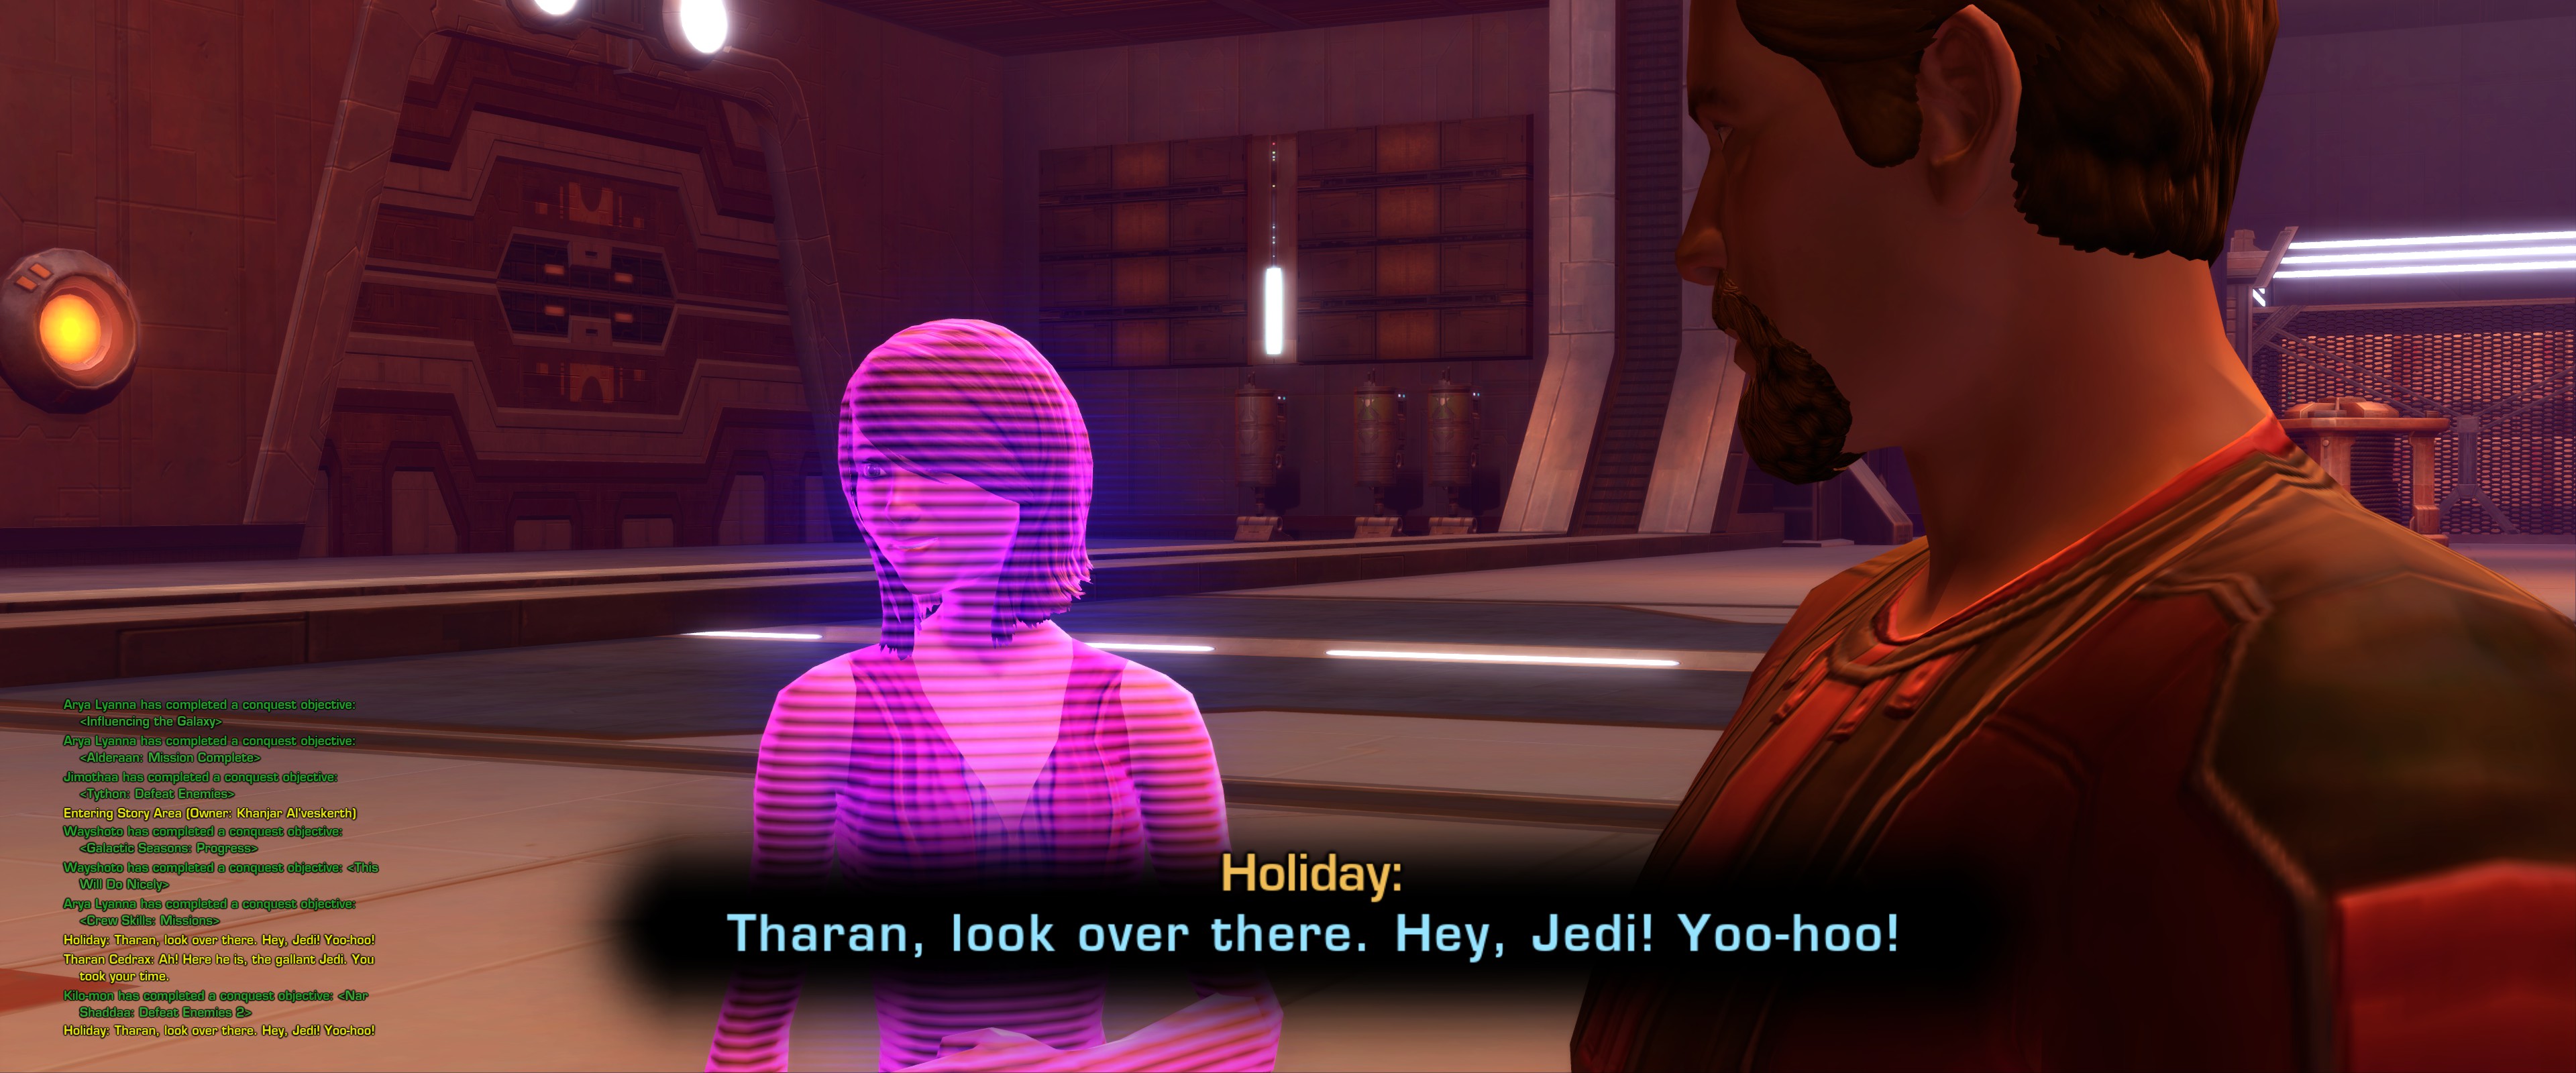 Arya Lyanna has completed a conquest objective:
<Influencing the Galaxy>
Arya Lyanna has completed a conquest objective:
<Alderaan: Mission Complete>
Jimothaa has completed a conquest objective:
<Tython: Defeat Enemies>
Entering Story Area (Owner: Khanjar Al'veskerth)
Wayshoto has completed a conquest objective:
<Galactic Seasons: Progress>
Wayshoto has completed a conquest objective: <This
Will Do Nicely>
Arya Lyanna has completed a conquest objective:
<Crew Skills: Missions>
Holiday: Tharan, look over there. Hey, Jedi! Yoo-hoo!
Tharan Cedrax: Ah! Here he is, the gallant Jedi. You
took your time.
Kilo-mon has completed a conquest objective: <Nar
Shaddaa: Defeat Enemies 2>
Holiday: Tharan, look over there. Hey, Jedi! Yoo-hoo!
Holiday:
Tharan, look over there. Hey, Jedi! Yoo-hoo!